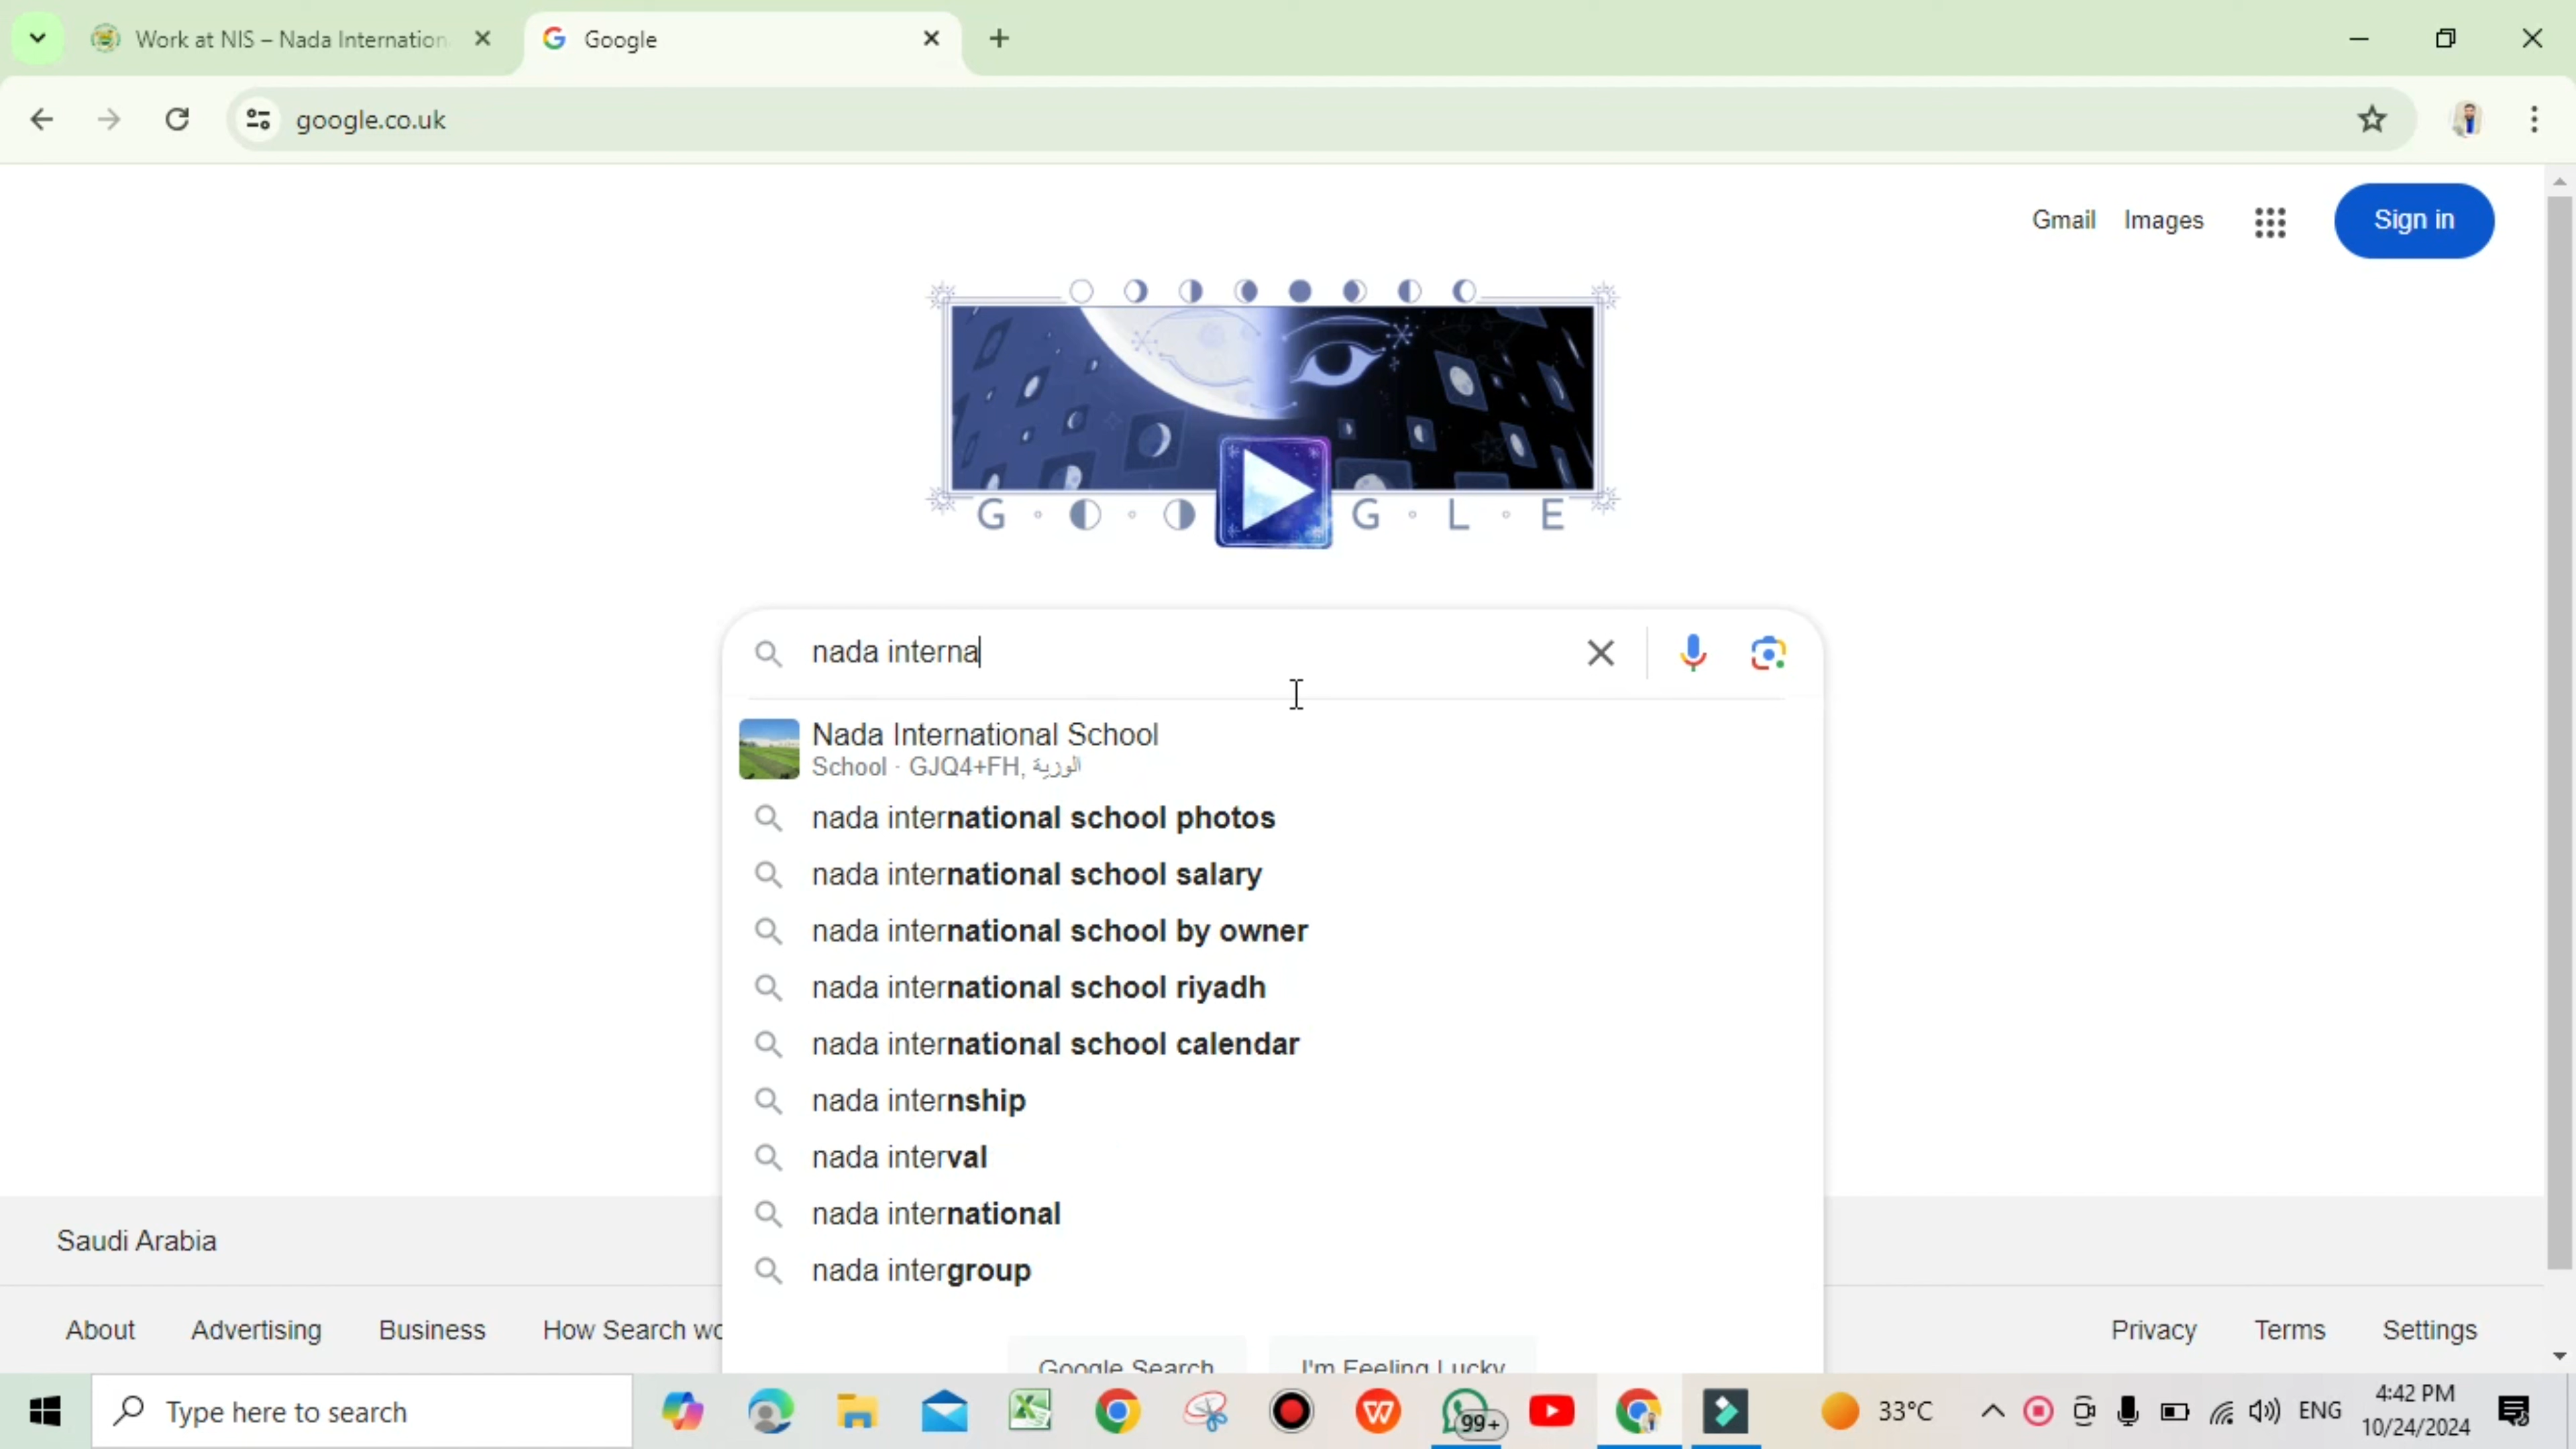 Work at NIS – Nada Internation
Google
google.co.uk
Gmail Images Sign in
G G L E
nada interna
Nada International School
School · GJQ4+FH, الورية
nada international school photos
nada international school salary
nada international school by owner
nada international school riyadh
nada international school calendar
nada internship
nada interval
nada international
nada intergroup
Saudi Arabia
About Advertising Business How Search wo Privacy Terms Settings
Google Search I'm Feeling Lucky
Type here to search 99+ 33°C ENG 4:42 PM
10/24/2024